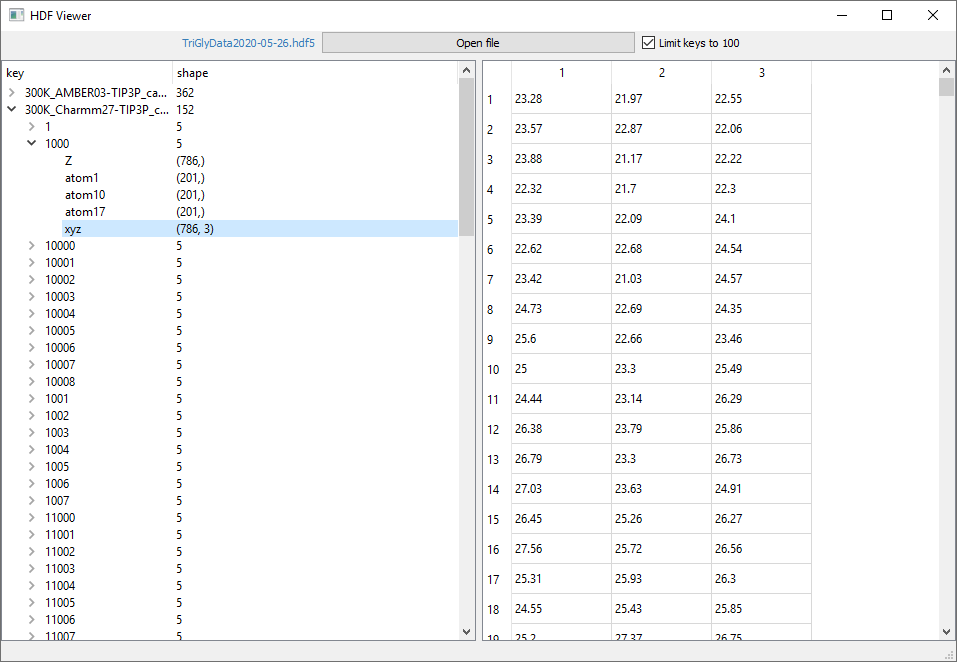 HDF Viewer
TriGlyData2020-05-26.hdf5 Open file Limit keys to 100
key shape
300K_AMBER03-TIP3P_ca... 362
300K_Charmm27-TIP3P_c... 152
1 5
1000 5
Z (786,)
atom1 (201,)
atom10 (201,)
atom17 (201,)
xyz (786, 3)
10000 5
10001 5
10002 5
10003 5
10004 5
10005 5
10006 5
10007 5
10008 5
1001 5
1002 5
1003 5
1004 5
1005 5
1006 5
1007 5
11000 5
11001 5
11002 5
11003 5
11004 5
11005 5
11006 5
11007 5
1 2 3
1 23.28 21.97 22.55
2 23.57 22.87 22.06
3 23.88 21.17 22.22
4 22.32 21.7 22.3
5 23.39 22.09 24.1
6 22.62 22.68 24.54
7 23.42 21.03 24.57
8 24.73 22.69 24.35
9 25.6 22.66 23.46
10 25 23.3 25.49
11 24.44 23.14 26.29
12 26.38 23.79 25.86
13 26.79 23.3 26.73
14 27.03 23.63 24.91
15 26.45 25.26 26.27
16 27.56 25.72 26.56
17 25.31 25.93 26.3
18 24.55 25.43 25.85
19 25.2 27.37 26.75